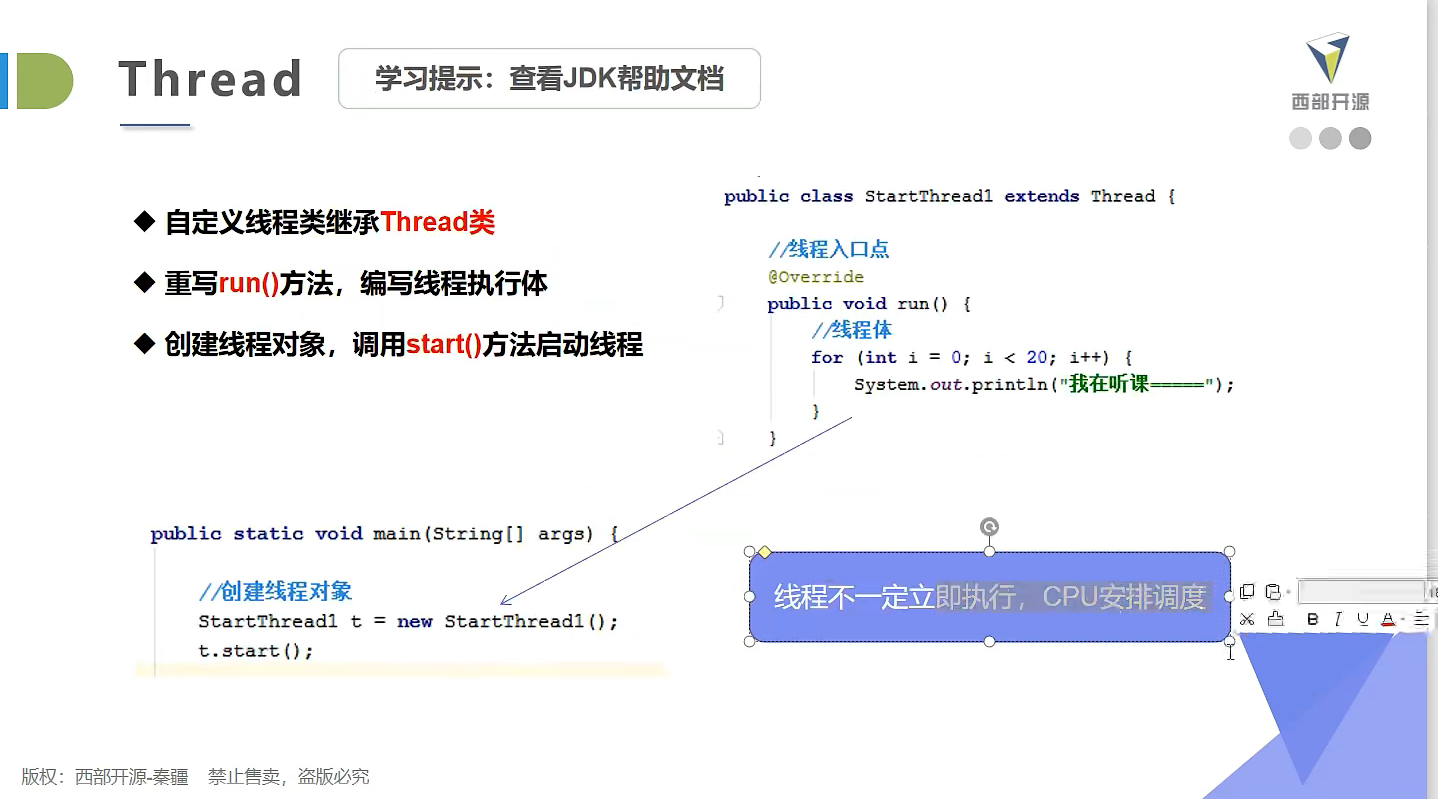 Thread
学习提示：查看JDK帮助文档
西部开源
自定义线程类继承Thread类
重写run()方法，编写线程执行体
创建线程对象，调用start()方法启动线程
public class StartThread1 extends Thread {
//线程入口点
@Override
public void run() {
//线程体
for (int i = 0; i < 20; i++) {
System.out.println("我在听课=====");
}
}
public static void main(String[] args) {
//创建线程对象
StartThread1 t = new StartThread1();
t.start();
线程不一定立即执行，CPU安排调度
B I U A
版权：西部开源-秦疆 禁止售卖，盗版必究